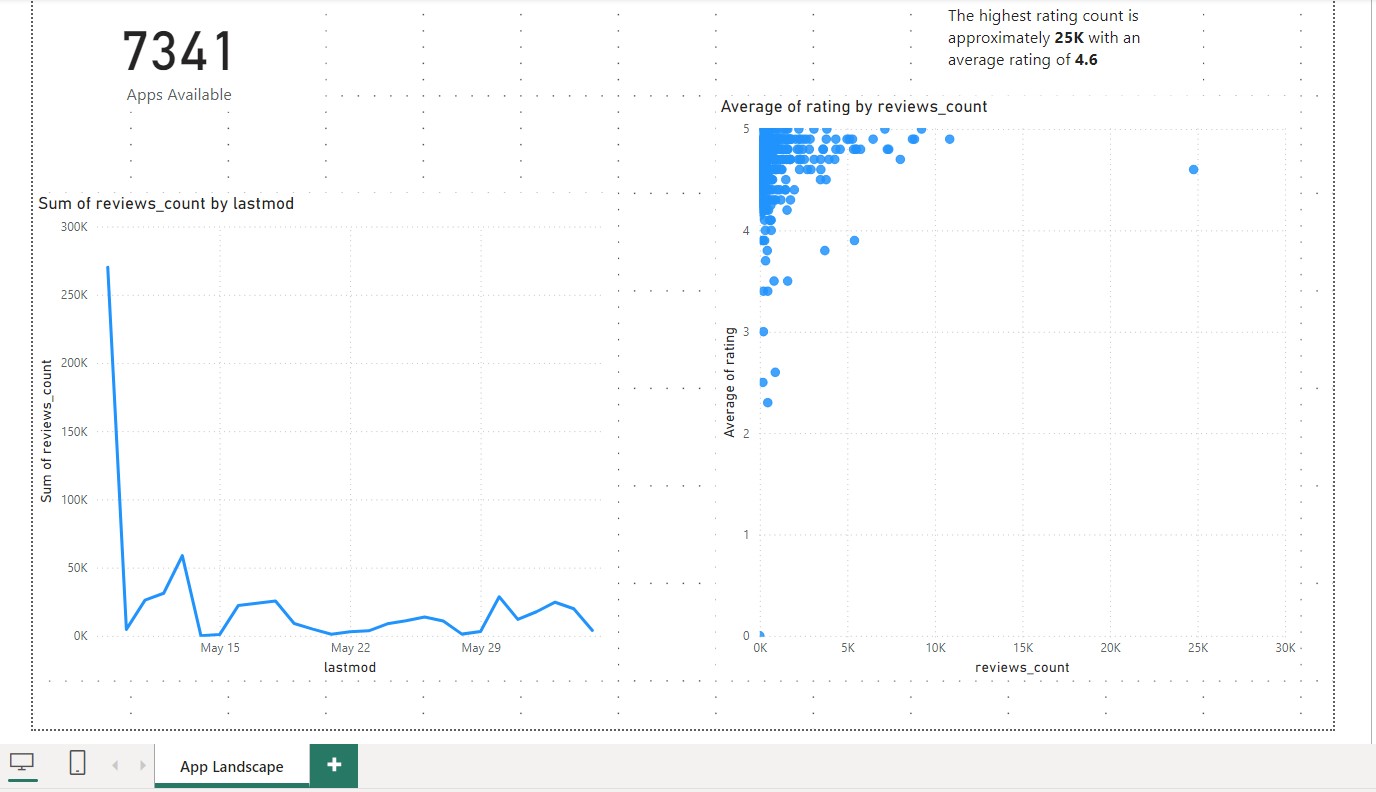 7341
Apps Available
The highest rating count is
approximately 25K with an
average rating of 4.6
Sum of reviews_count by lastmod
Sum of reviews_count
300K
250K
200K
150K
100K
50K
0K
May 15
May 22
May 29
lastmod
Average of rating by reviews_count
Average of rating
5
4
3
2
1
0
0K
5K
10K
15K
20K
25K
30K
reviews_count
App Landscape